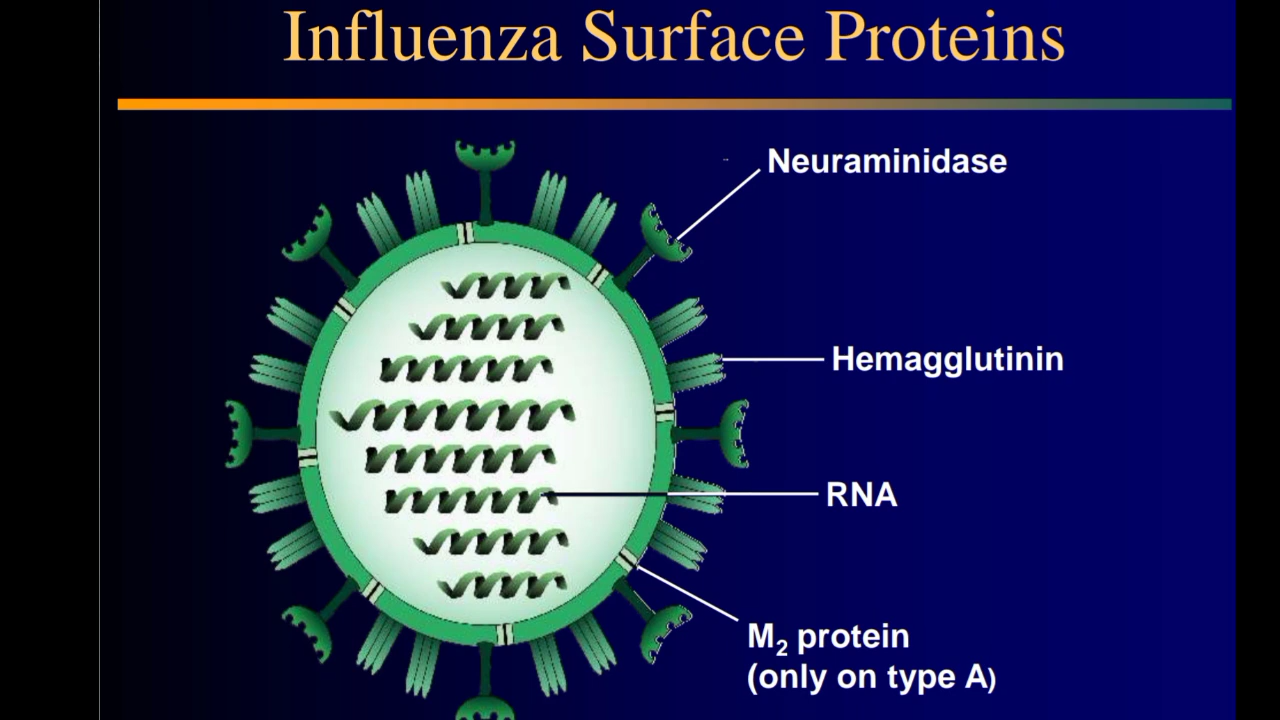 Influenza Surface Proteins
Neuraminidase
Hemagglutinin
RNA
M₂ protein
(only on type A)